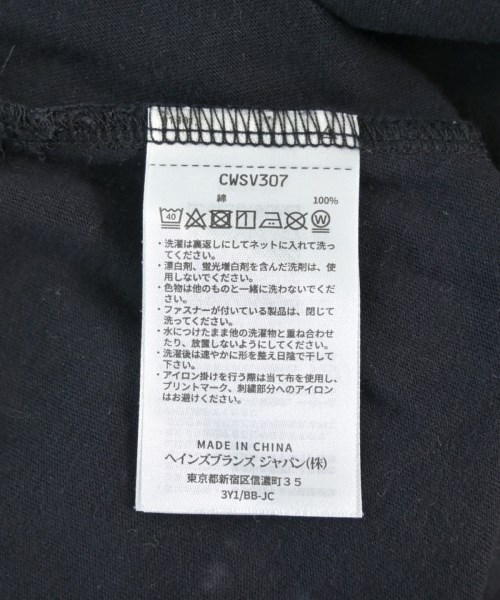 CWSV307
綿 100%
40
W
・洗濯は裏返しにしてネットに入れて洗っ
てください。
・漂白剤、蛍光増白剤を含んだ洗剤は、使
用しないでください。
・色物は他のものと一緒に洗わないでくだ
さい。
・ファスナーが付いている製品は、閉じて
洗ってください。
・水につけたまま他の洗濯物と重ね合わせ
たり、放置しないようにしてください。
・洗濯後は速やかに形を整え日陰で干して
下さい。
・アイロン掛けを行う際は当て布を使用し、
プリントマーク、刺繍部分へのアイロン
はお避けください。
MADE IN CHINA
ヘインズブランズ ジャパン(株)
東京都新宿区信濃町35
3Y1/BB-JC